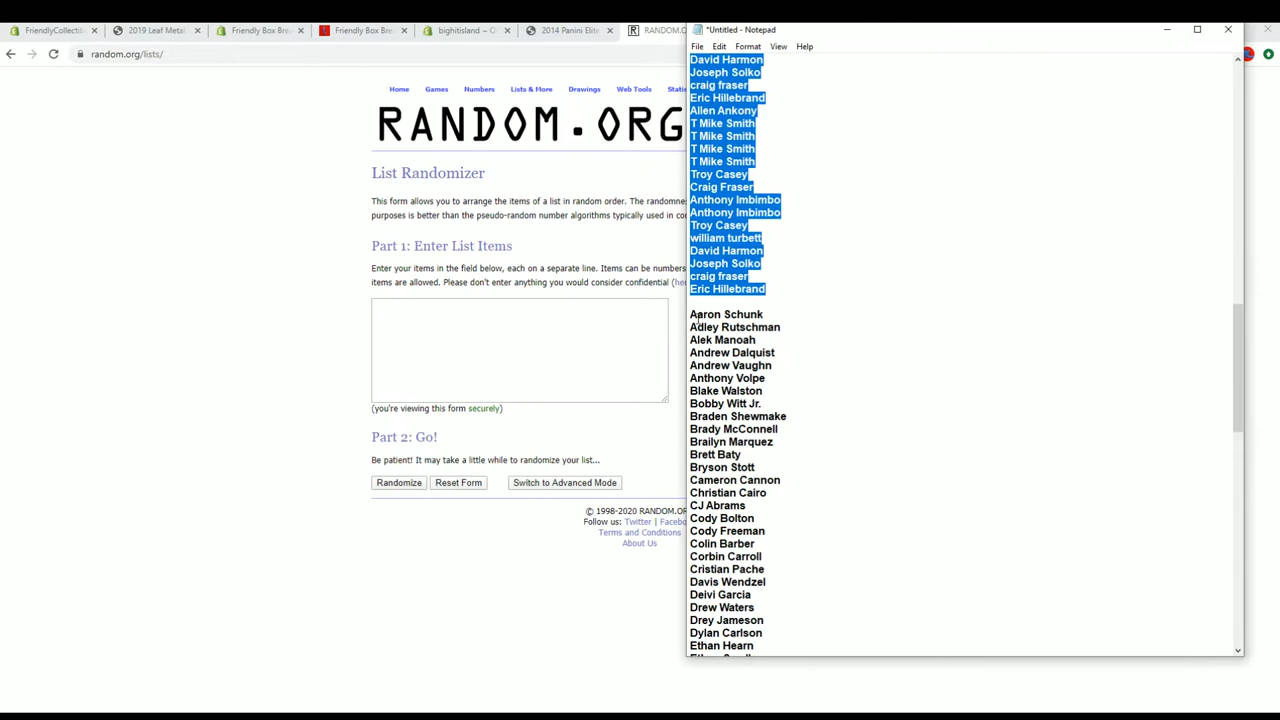 FriendlyCollecti
2019 Leaf Metal
Friendly Box Bre
Friendly Box Bre
bighitisland
2014 Panini Elite
RANDOM.
*Untitled - Notepad
random.org/lists/
File Edit Format View Help
Home Games Numbers Lists & More Drawings Web Tools
RANDOM.ORG
List Randomizer
This form allows you to arrange the items of a list in random order. The
purposes is better than the pseudo-random number algorithms typically used in
Part 1: Enter List Items
Enter your items in the field below, each on a separate line. Items can be numbers
items are allowed. Please don't enter anything you would consider confidential
(you're viewing this form securely)
Part 2: Go!
Be patient! It may take a little while to randomize your list...
Randomize Reset Form Switch to Advanced Mode
© 1998-2020 RANDOM.OR
Follow us: Twitter | Facebo
Terms and Conditions
About Us
David Harmon
Joseph Solko
craig fraser
Eric Hillebrand
Allen Ankony
T Mike Smith
T Mike Smith
T Mike Smith
T Mike Smith
Troy Casey
Craig Fraser
Anthony Imbimbo
Anthony Imbimbo
Troy Casey
william turbett
David Harmon
Joseph Solko
craig fraser
Eric Hillebrand
Aaron Schunk
Adley Rutschman
Alek Manoah
Andrew Dalquist
Andrew Vaughn
Anthony Volpe
Blake Walston
Bobby Witt Jr.
Braden Shewmake
Brady McConnell
Brailyn Marquez
Brett Baty
Bryson Stott
Cameron Cannon
Christian Cairo
CJ Abrams
Cody Bolton
Cody Freeman
Colin Barber
Corbin Carroll
Cristian Pache
Davis Wendzel
Deivi Garcia
Drew Waters
Drey Jameson
Dylan Carlson
Ethan Hearn